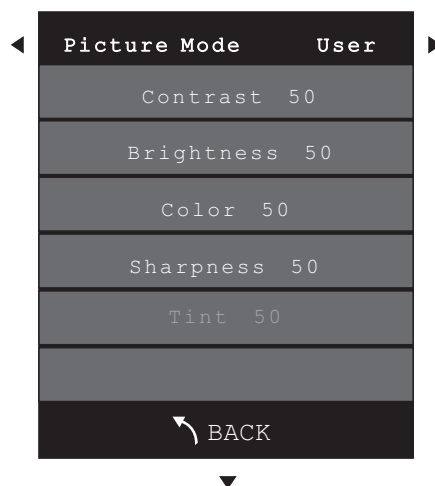 Picture Mode User
Contrast 50
Brightness 50
Color 50
Sharpness 50
Tint 50
BACK